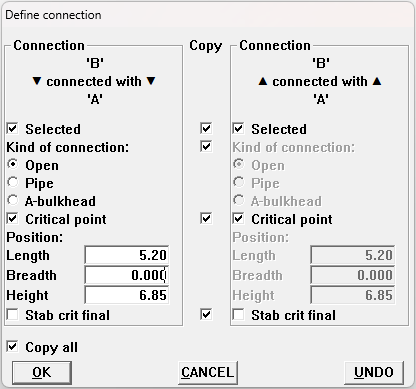 Define connection
Connection Copy Connection
'B' 'B'
▼ connected with ▼ ▲ connected with ▲
'A' 'A'
Selected Selected
Kind of connection: Kind of connection:
Open Open
Pipe Pipe
A-bulkhead A-bulkhead
Critical point Critical point
Position: Position:
Length 5.20 Length 5.20
Breadth 0.000 Breadth 0.000
Height 6.85 Height 6.85
Stab crit final Stab crit final
Copy all
OK CANCEL UNDO